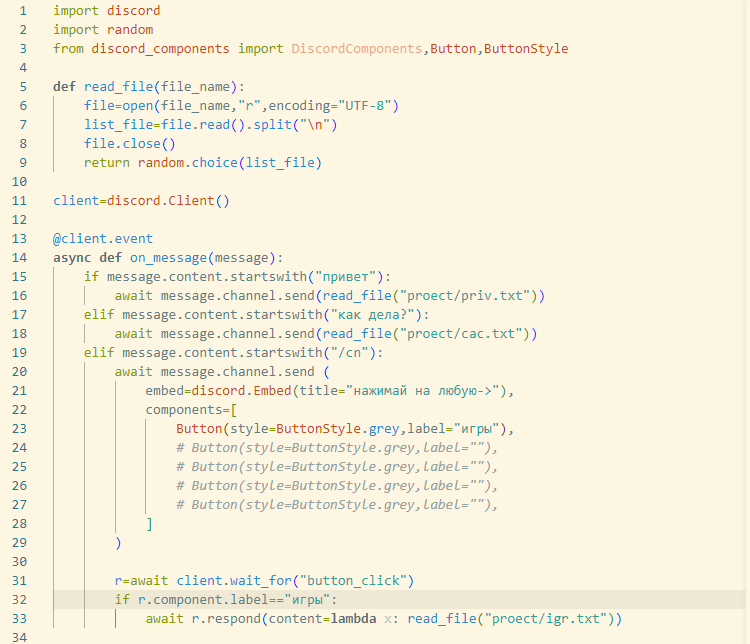 1 import discord
2 import random
3 from discord_components import DiscordComponents,Button,ButtonStyle
4
5 def read_file(file_name):
6     file=open(file_name,"r",encoding="UTF-8")
7     list_file=file.read().split("\n")
8     file.close()
9     return random.choice(list_file)
10
11 client=discord.Client()
12
13 @client.event
14 async def on_message(message):
15     if message.content.startswith("привет"):
16         await message.channel.send(read_file("proect/priv.txt"))
17     elif message.content.startswith("как дела?"):
18         await message.channel.send(read_file("proect/cac.txt"))
19     elif message.content.startswith("/cn"):
20         await message.channel.send (
21             embed=discord.Embed(title="нажимай на любую->"),
22             components=[
23                 Button(style=ButtonStyle.grey,label="игры"),
24                 # Button(style=ButtonStyle.grey,label=""),
25                 # Button(style=ButtonStyle.grey,label=""),
26                 # Button(style=ButtonStyle.grey,label=""),
27                 # Button(style=ButtonStyle.grey,label=""),
28             ]
29         )
30
31         r=await client.wait_for("button_click")
32         if r.component.label=="игры":
33             await r.respond(content=lambda x: read_file("proect/igr.txt"))
34